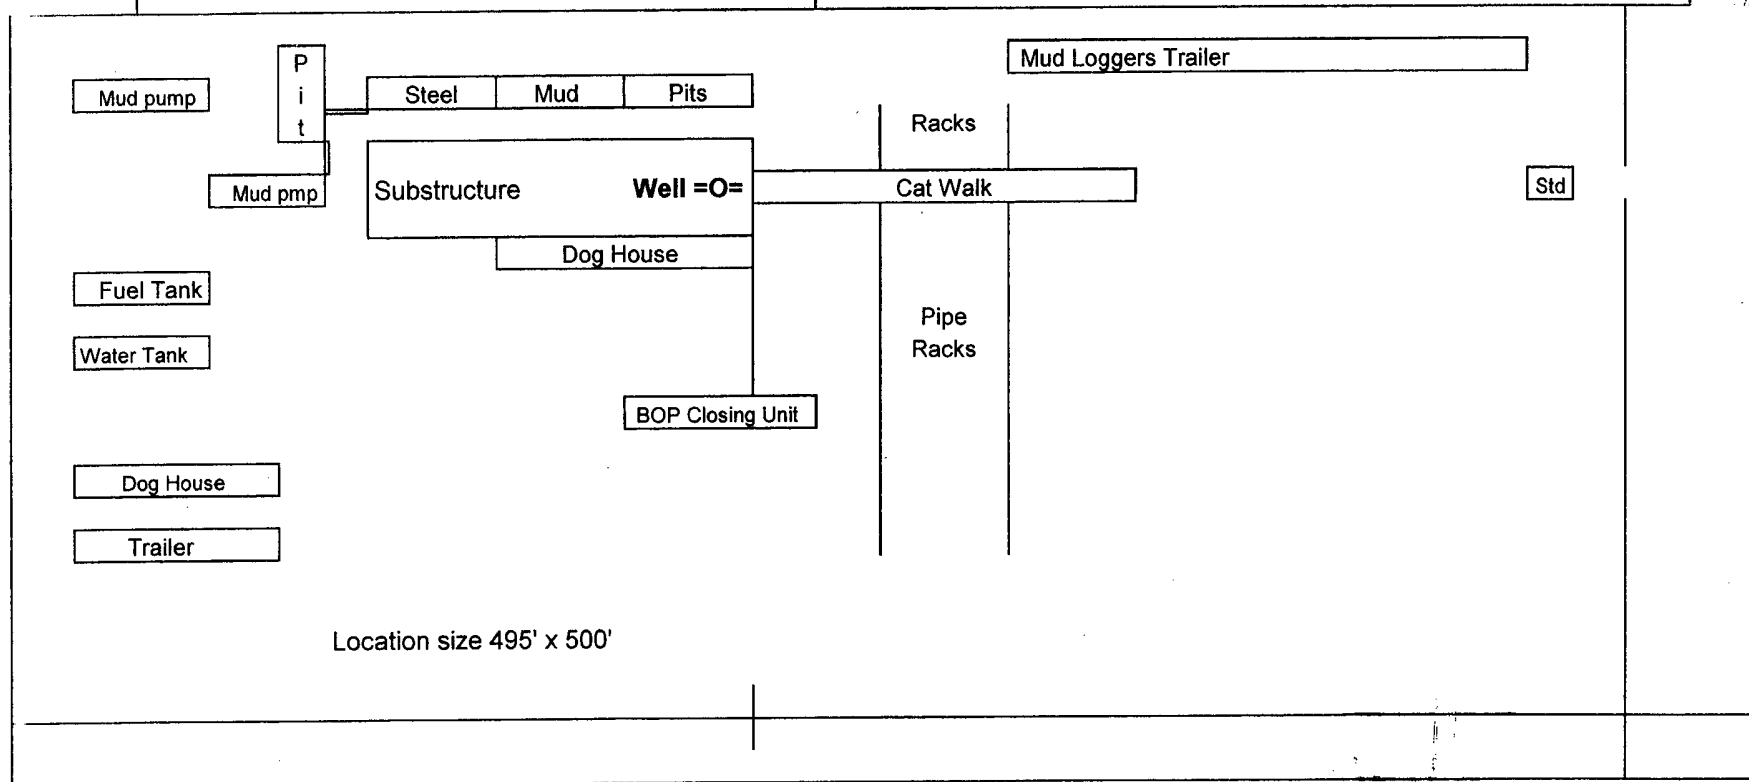 Mud Loggers Trailer
P
i
t
Mud pump
Steel Mud Pits
Racks
Mud pmp
Substructure Well =O=
Cat Walk
Std
Dog House
Fuel Tank
Pipe
Racks
Water Tank
BOP Closing Unit
Dog House
Trailer
Location size 495' x 500'